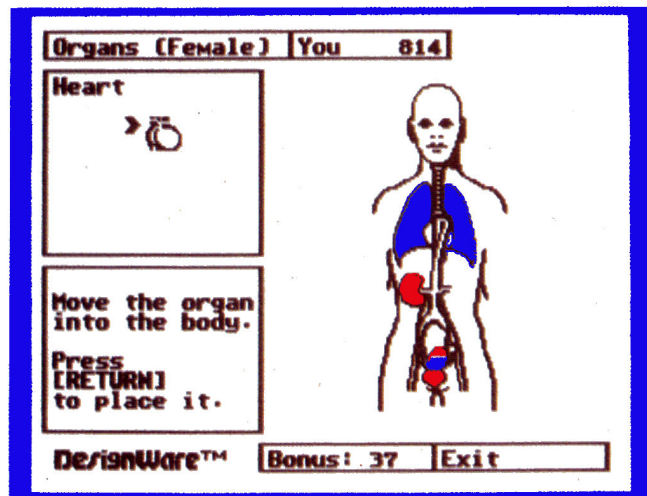 Organs (Female) You 814
Heart
Move the organ
into the body.
Press
[RETURN]
to place it.
DesignWare™ Bonus: 37 Exit